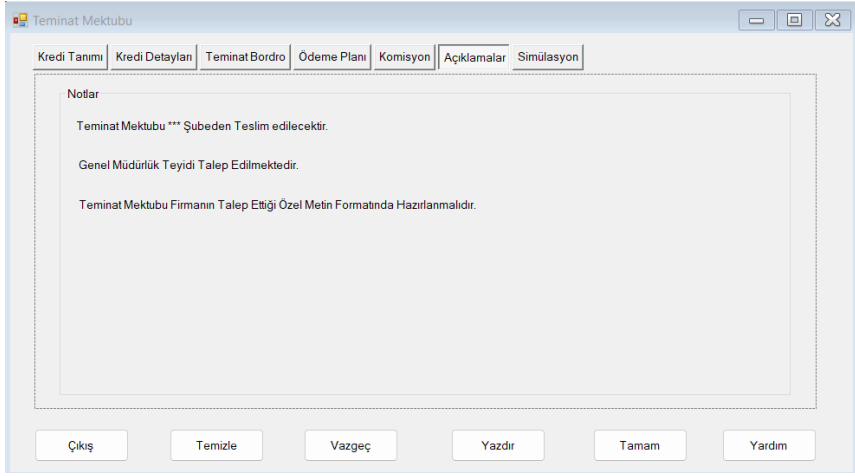 Teminat Mektubu
Kredi Tanımı Kredi Detayları Teminat Bordro Ödeme Planı Komisyon Açıklamalar Simülasyon
Notlar
Teminat Mektubu *** Şubeden Teslim edilecektir.
Genel Müdürlük Teyidi Talep Edilmektedir.
Teminat Mektubu Firmanın Talep Ettiği Özel Metin Formatında Hazırlanmalıdır.
Çıkış Temizle Vazgeç Yazdır Tamam Yardım